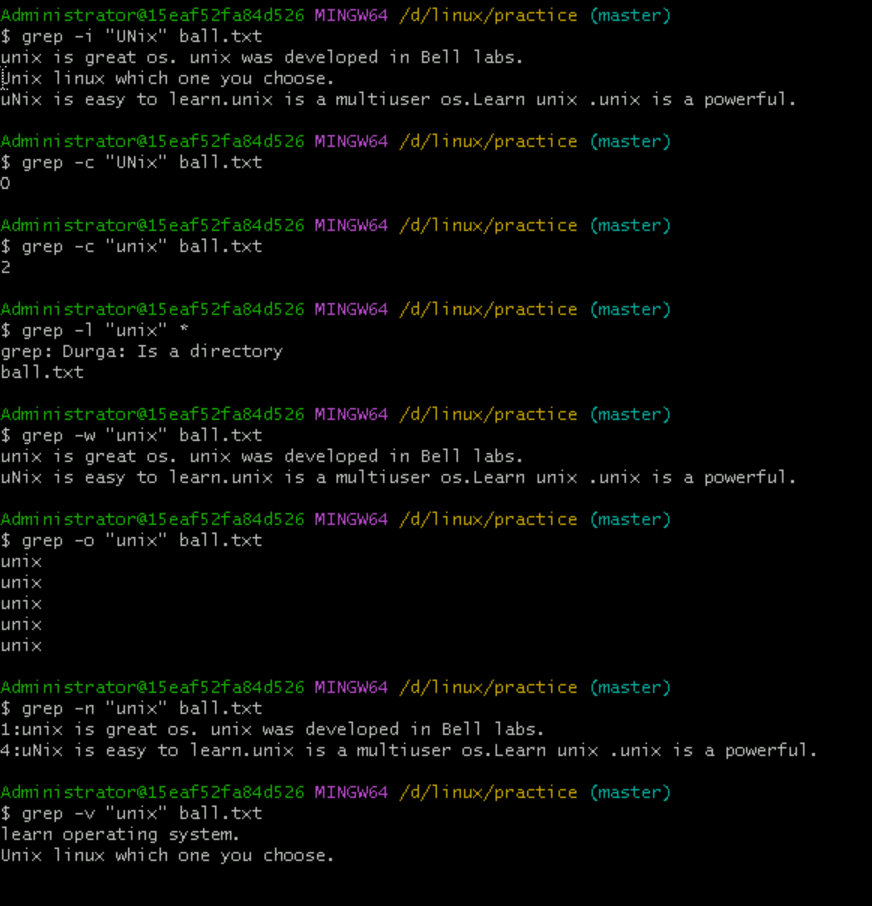 Administrator@15eaf52fa84d526 MINGW64 /d/linux/practice (master)
$ grep -i "UNix" ball.txt
unix is great os. unix was developed in Bell labs.
Unix linux which one you choose.
uNix is easy to learn.unix is a multiuser os.Learn unix .unix is a powerful.

Administrator@15eaf52fa84d526 MINGW64 /d/linux/practice (master)
$ grep -c "UNix" ball.txt
0

Administrator@15eaf52fa84d526 MINGW64 /d/linux/practice (master)
$ grep -c "unix" ball.txt
2

Administrator@15eaf52fa84d526 MINGW64 /d/linux/practice (master)
$ grep -l "unix" *
grep: Durga: Is a directory
ball.txt

Administrator@15eaf52fa84d526 MINGW64 /d/linux/practice (master)
$ grep -w "unix" ball.txt
unix is great os. unix was developed in Bell labs.
uNix is easy to learn.unix is a multiuser os.Learn unix .unix is a powerful.

Administrator@15eaf52fa84d526 MINGW64 /d/linux/practice (master)
$ grep -o "unix" ball.txt
unix
unix
unix
unix
unix

Administrator@15eaf52fa84d526 MINGW64 /d/linux/practice (master)
$ grep -n "unix" ball.txt
1:unix is great os. unix was developed in Bell labs.
4:uNix is easy to learn.unix is a multiuser os.Learn unix .unix is a powerful.

Administrator@15eaf52fa84d526 MINGW64 /d/linux/practice (master)
$ grep -v "unix" ball.txt
learn operating system.
Unix linux which one you choose.